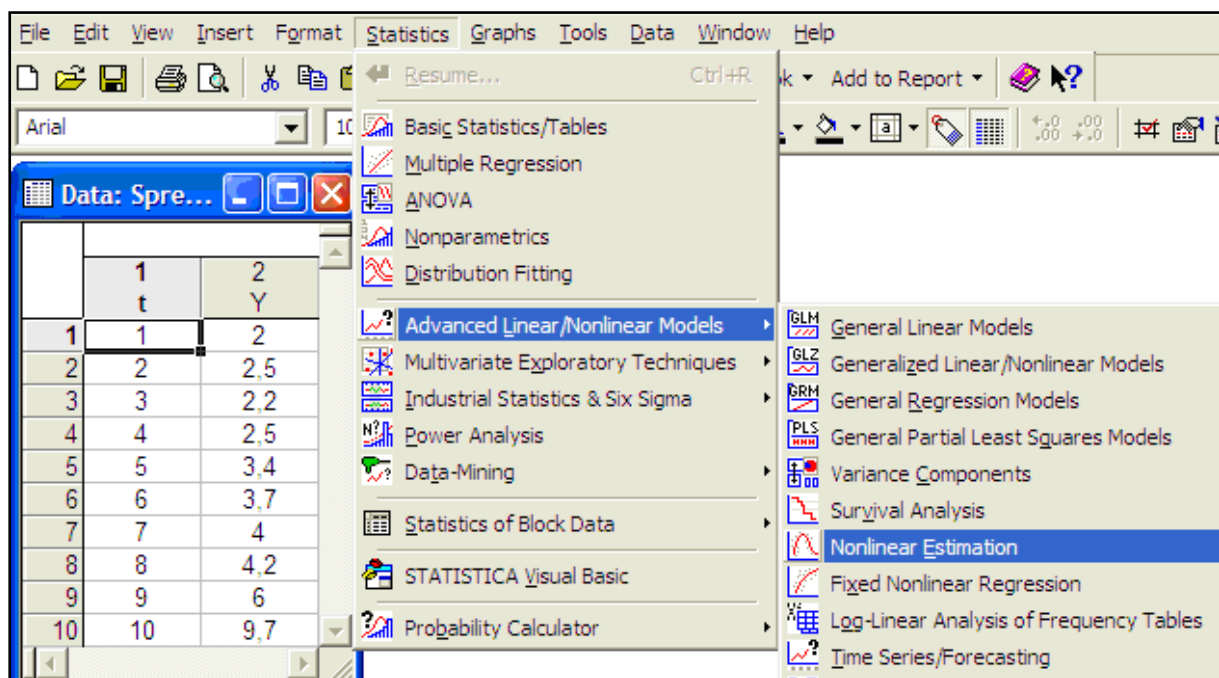 File Edit View Insert Format Statistics Graphs Tools Data Window Help
Resume... Ctrl+R
k Add to Report
Arial 10
Basic Statistics/Tables
Multiple Regression
ANOVA
Nonparametrics
Distribution Fitting
Advanced Linear/Nonlinear Models
Multivariate Exploratory Techniques
Industrial Statistics & Six Sigma
Power Analysis
Data-Mining
Statistics of Block Data
STATISTICA Visual Basic
Probability Calculator
GLM General Linear Models
GLZ Generalized Linear/Nonlinear Models
GRM General Regression Models
PLS General Partial Least Squares Models
Variance Components
Survival Analysis
Nonlinear Estimation
Fixed Nonlinear Regression
Log-Linear Analysis of Frequency Tables
Time Series/Forecasting
Data: Spre...
1 2
t Y
1 1 2
2 2 2,5
3 3 2,2
4 4 2,5
5 5 3,4
6 6 3,7
7 7 4
8 8 4,2
9 9 6
10 10 9,7